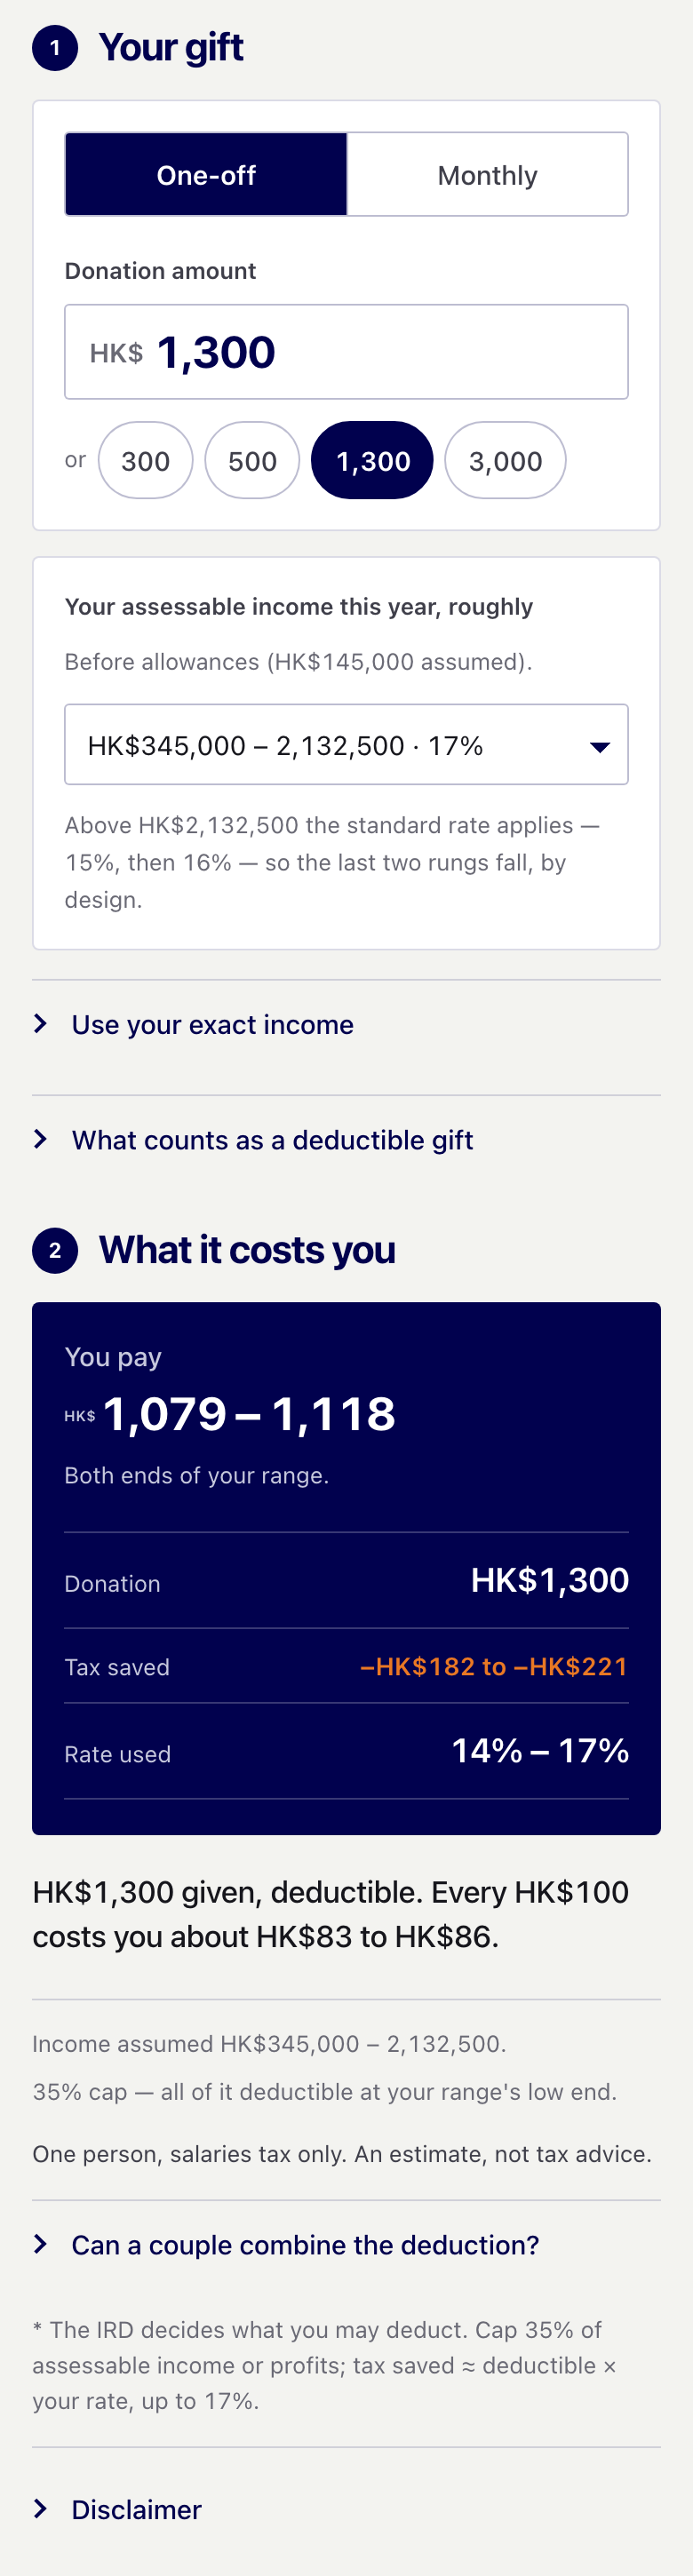 1 Your gift
One-off Monthly
Donation amount
HK$ 1,300
or 300 500 1,300 3,000
Your assessable income this year, roughly
Before allowances (HK$145,000 assumed).
HK$345,000 – 2,132,500 · 17%
Above HK$2,132,500 the standard rate applies —
15%, then 16% — so the last two rungs fall, by
design.
Use your exact income
What counts as a deductible gift
2 What it costs you
You pay
HK$ 1,079 – 1,118
Both ends of your range.
Donation HK$1,300
Tax saved –HK$182 to –HK$221
Rate used 14% – 17%
HK$1,300 given, deductible. Every HK$100
costs you about HK$83 to HK$86.
Income assumed HK$345,000 – 2,132,500.
35% cap — all of it deductible at your range's low end.
One person, salaries tax only. An estimate, not tax advice.
Can a couple combine the deduction?
* The IRD decides what you may deduct. Cap 35% of
assessable income or profits; tax saved ≈ deductible ×
your rate, up to 17%.
Disclaimer